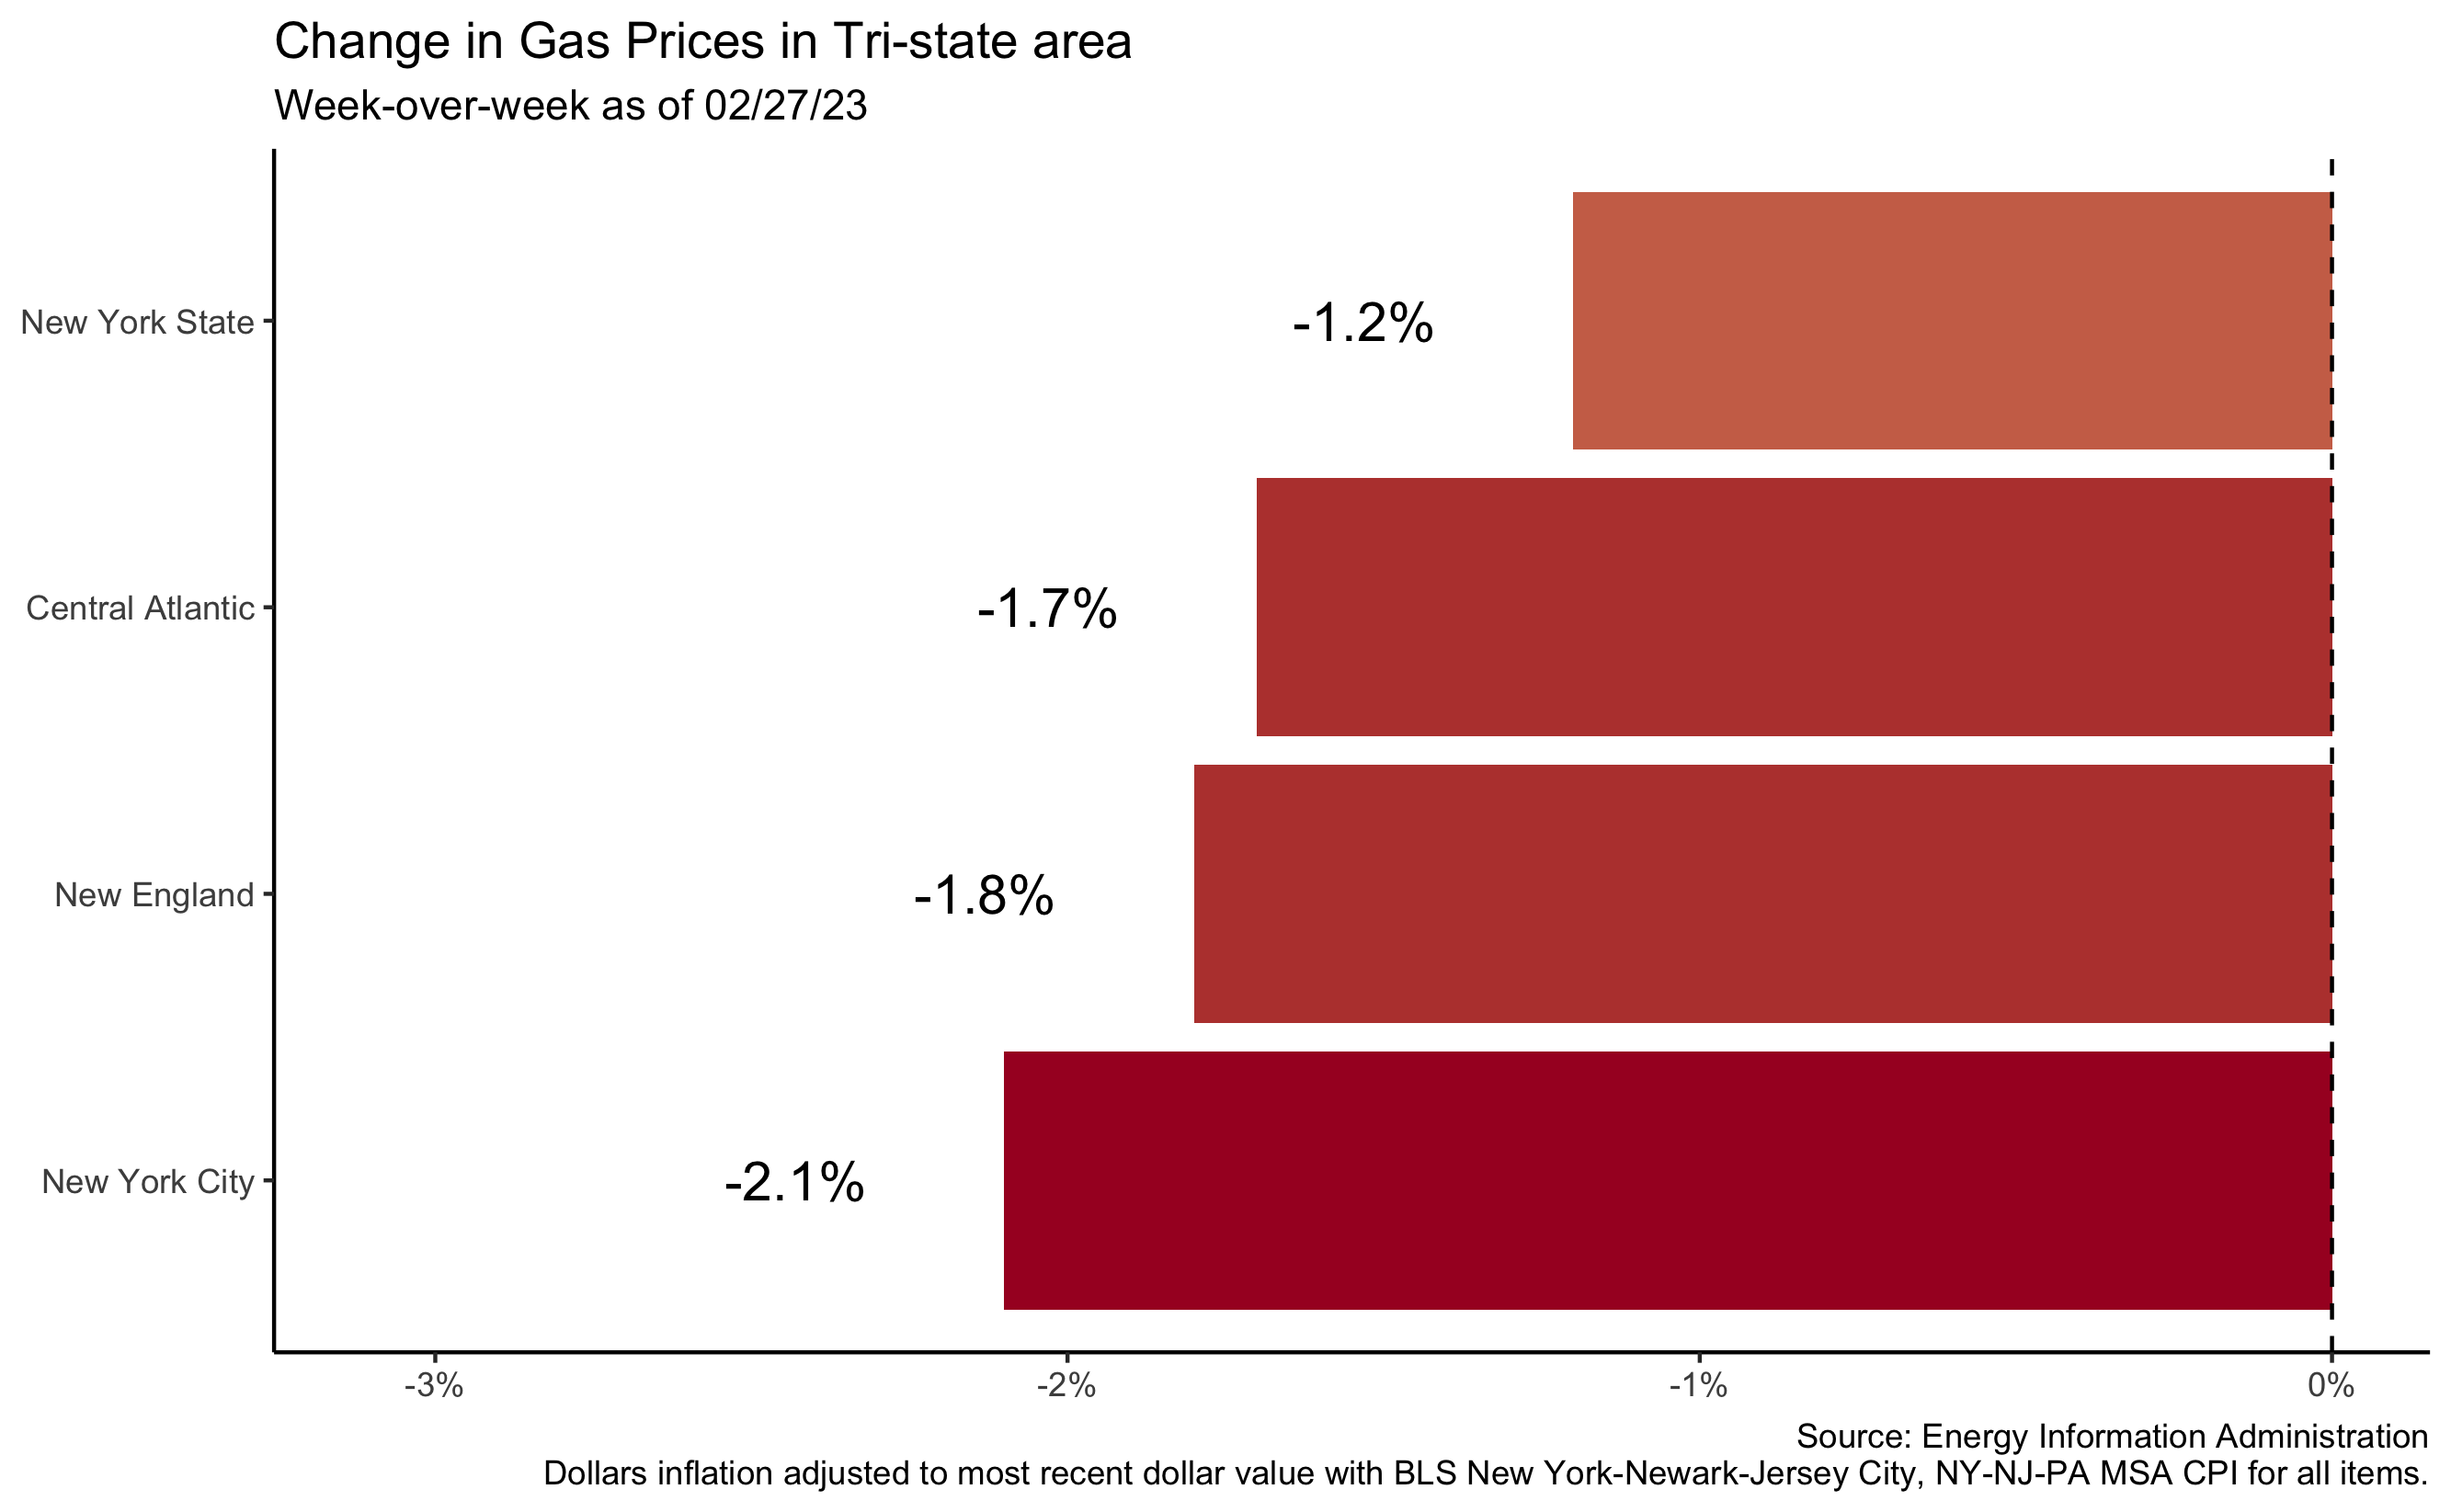 Change in Gas Prices in Tri-state area
Week-over-week as of 02/27/23
New York State
-1.2%
Central Atlantic
-1.7%
New England
-1.8%
New York City
-2.1%
-3%
-2%
-1%
0%
Source: Energy Information Administration
Dollars inflation adjusted to most recent dollar value with BLS New York-Newark-Jersey City, NY-NJ-PA MSA CPI for all items.